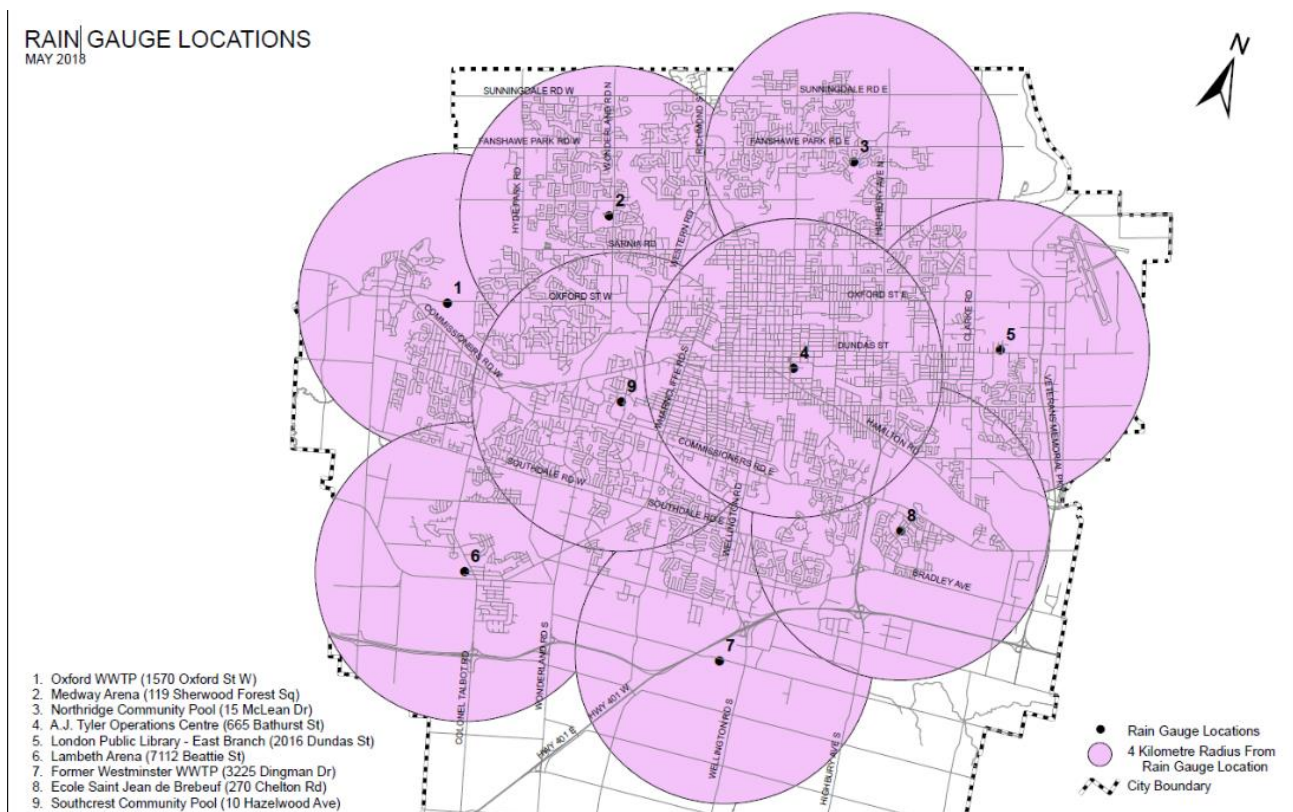 RAIN GAUGE LOCATIONS
MAY 2018
N
SUNNINGDALE RD W
SUNNINGDALE RD E
WONDERLAND RD N
RICHMOND ST
FANSHAWE PARK RD W
FANSHAWE PARK RD E
3
HYDE PARK RD
HIGHBURY AVE N
2
WESTERN RD
SARNIA RD
1
OXFORD ST W
OXFORD ST E
CLARKE RD
COMMISSIONERS RD W
DUNDAS ST
5
4
WHARNCLIFFE RD S
9
VETERANS MEMORIAL PKY
HAMILTON RD
COMMISSIONERS RD E
SOUTHDALE RD W
SOUTHDALE RD E
WELLINGTON RD
8
6
BRADLEY AVE
7
WONDERLAND RD S
COLONEL TALBOT RD
HWY 401 W
HWY 401 E
WELLINGTON RD S
HIGHBURY AVE S
1. Oxford WWTP (1570 Oxford St W)
2. Medway Arena (119 Sherwood Forest Sq)
3. Northridge Community Pool (15 McLean Dr)
4. A.J. Tyler Operations Centre (665 Bathurst St)
5. London Public Library - East Branch (2016 Dundas St)
6. Lambeth Arena (7112 Beattie St)
7. Former Westminster WWTP (3225 Dingman Dr)
8. Ecole Saint Jean de Brebeuf (270 Chelton Rd)
9. Southcrest Community Pool (10 Hazelwood Ave)
Rain Gauge Locations
4 Kilometre Radius From
Rain Gauge Location
City Boundary